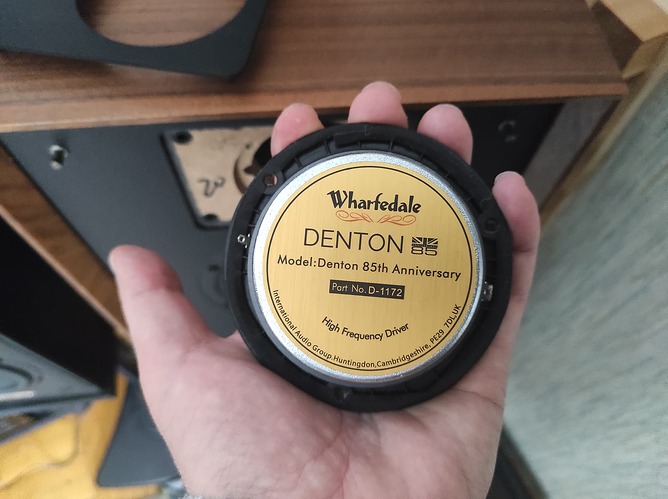 Wharfedale
DENTON 85
Model:Denton 85th Anniversary
Part No. D-1172
High Frequency Driver
International Audio Group,Huntingdon,Cambridgeshire, PE29 7DL,UK